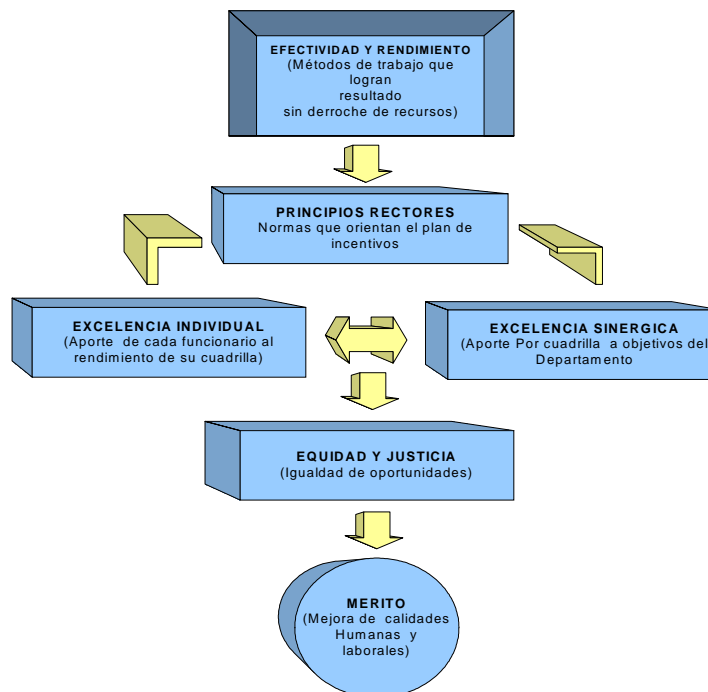 EFECTIVIDAD Y RENDIMIENTO
(Métodos de trabajo que
logran
resultado
sin derroche de recursos)
PRINCIPIOS RECTORES
Normas que orientan el plan de
incentivos
EXCELENCIA INDIVIDUAL
(Aporte de cada funcionario al
rendimiento de su cuadrilla)
EXCELENCIA SINERGICA
(Aporte Por cuadrilla a objetivos del
Departamento
EQUIDAD Y JUSTICIA
(Igualdad de oportunidades)
MERITO
(Mejora de calidades
Humanas y
laborales)